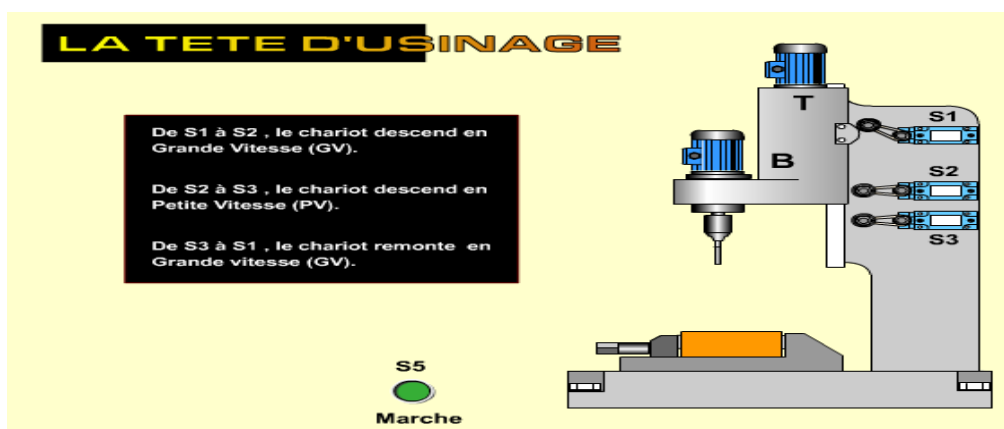 LA TETE D'USINAGE
De S1 à S2 , le chariot descend en
Grande Vitesse (GV).
De S2 à S3 , le chariot descend en
Petite Vitesse (PV).
De S3 à S1 , le chariot remonte en
Grande vitesse (GV).
T
B
S1
S2
S3
S5
Marche